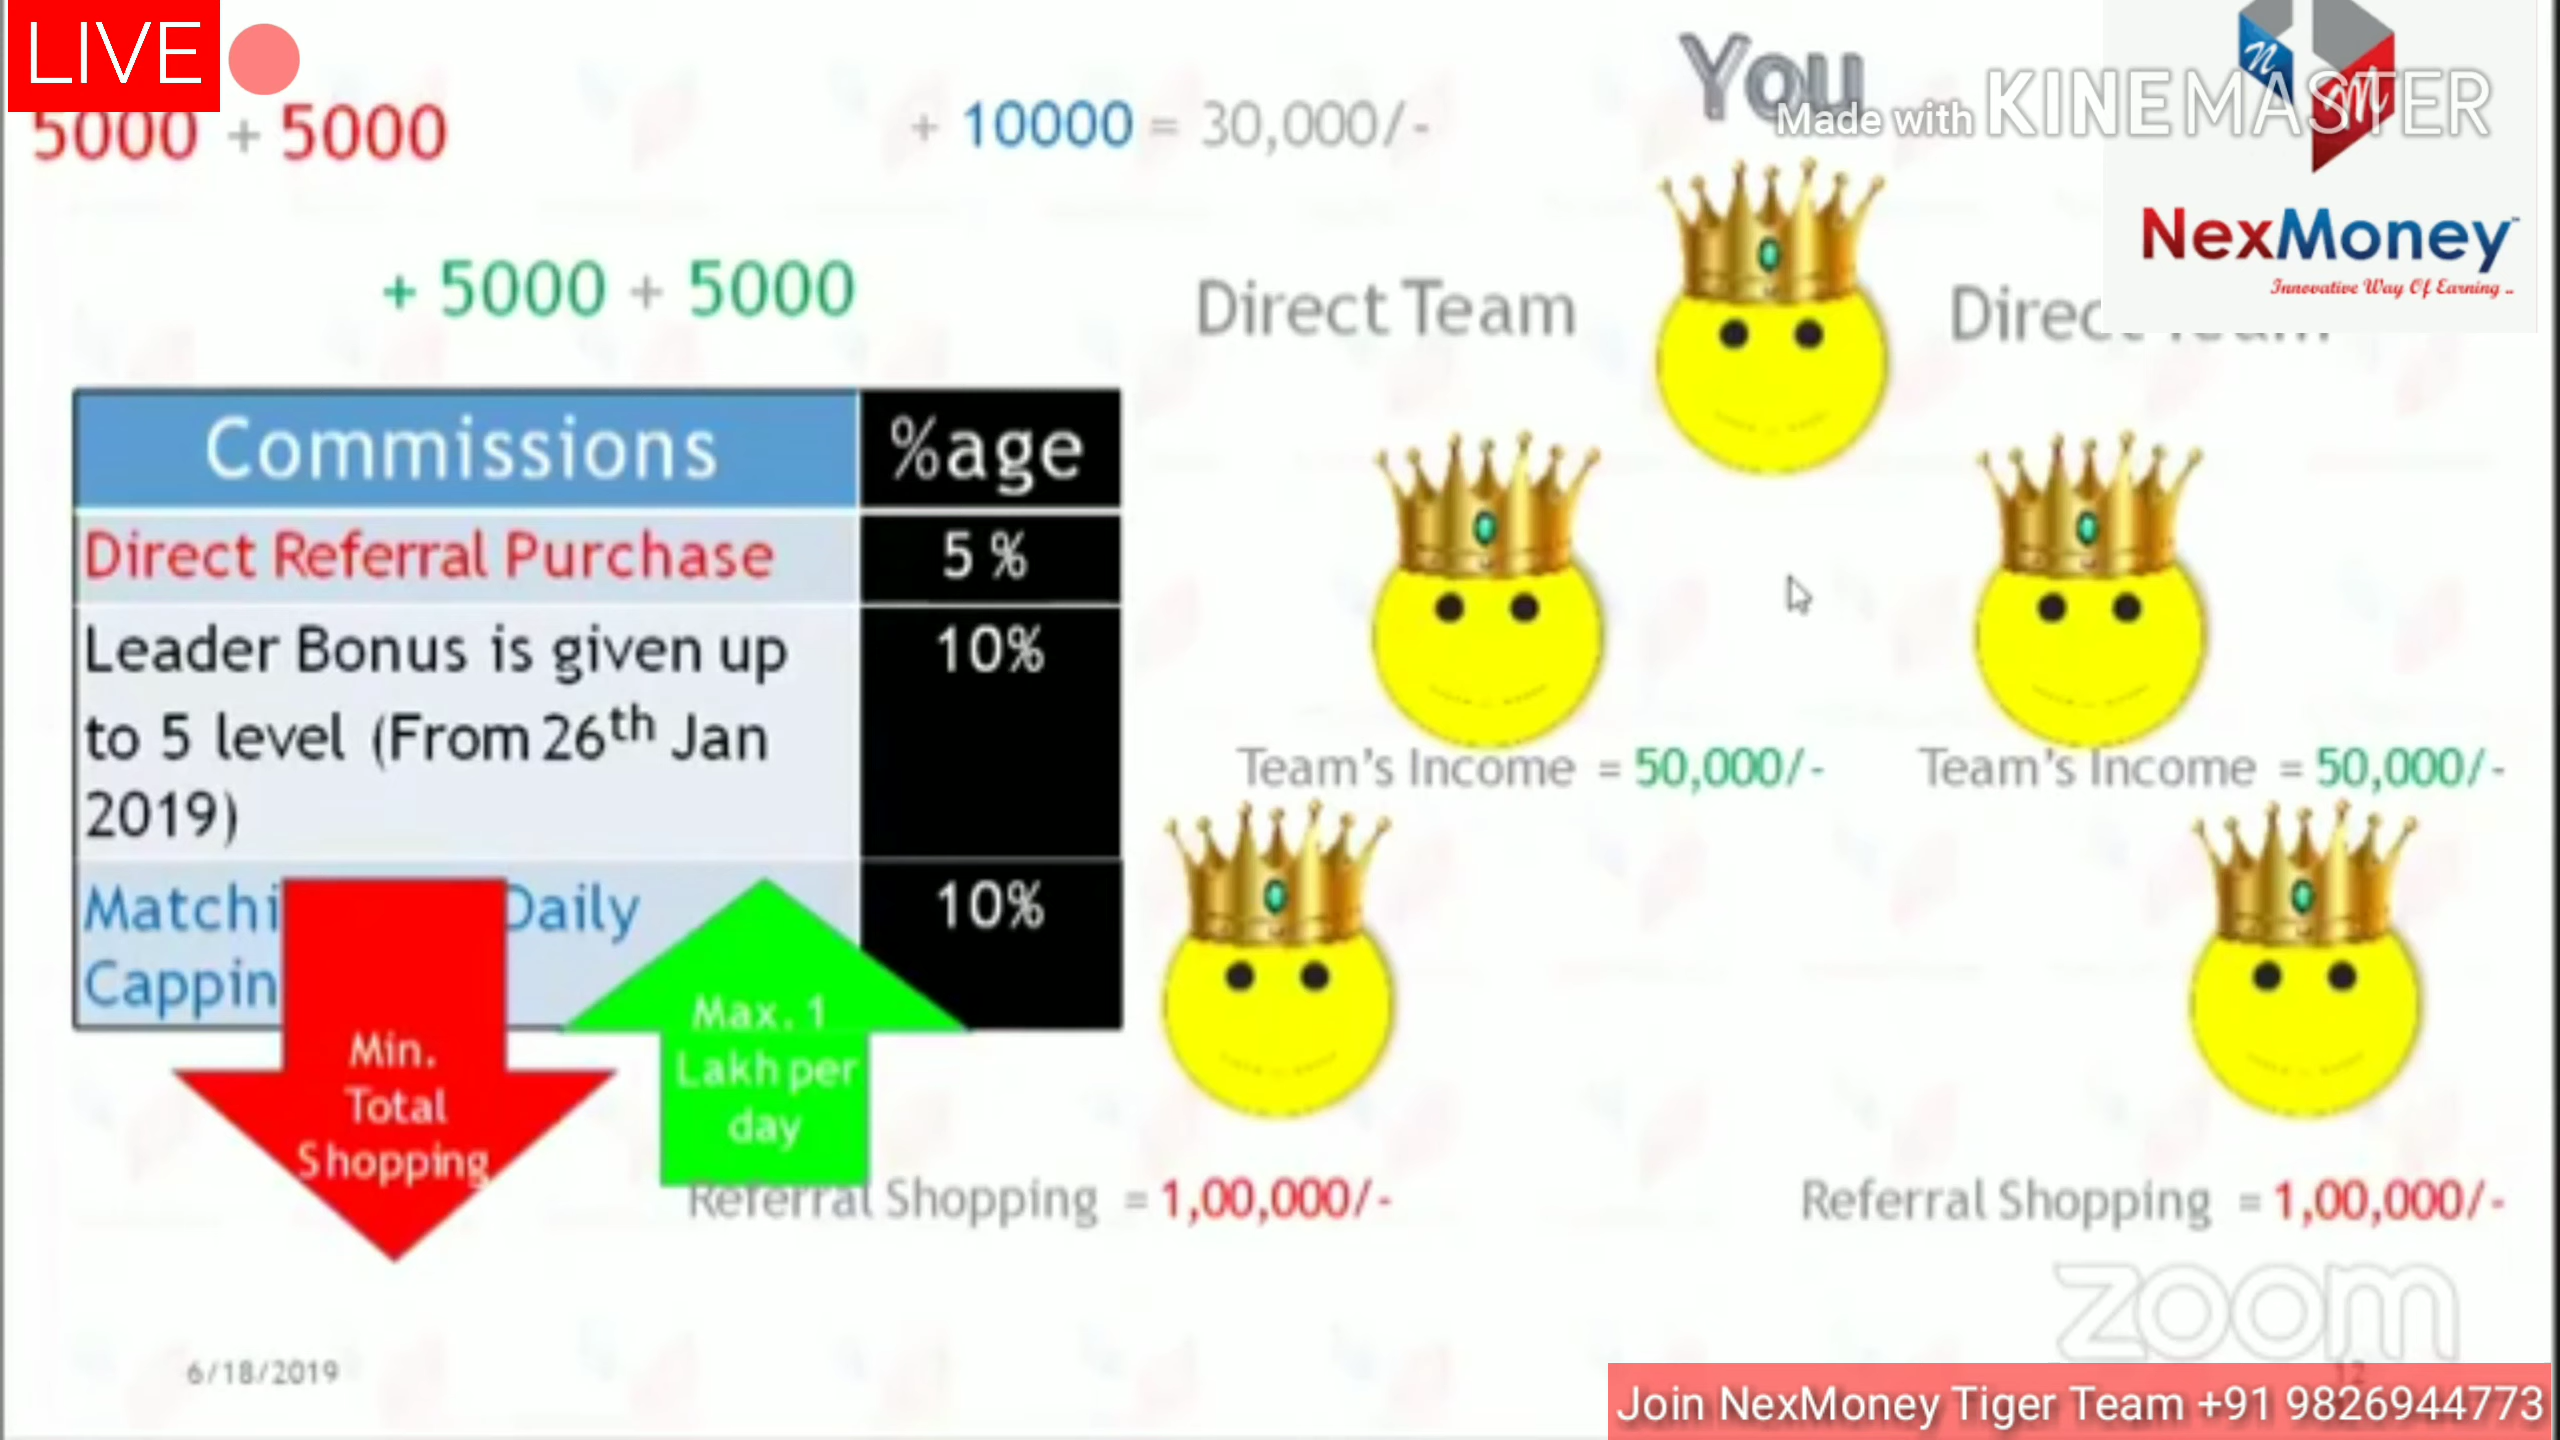 LIVE
5000 + 5000
+ 10000 = 30,000/-
You
Made with KINEMASTER
NexMoney
Innovative Way Of Earning ..
+ 5000 + 5000
Direct Team
Direc
Commissions %age
Direct Referral Purchase 5 %
Leader Bonus is given up 10%
to 5 level (From 26th Jan
2019)
Matchi Daily 10%
Cappin
Min.
Total
Shopping
Max. 1
Lakh per
day
Team's Income = 50,000/-
Team's Income = 50,000/-
Referral Shopping = 1,00,000/-
Referral Shopping = 1,00,000/-
zoom
6/18/2019
12
Join NexMoney Tiger Team +91 9826944773